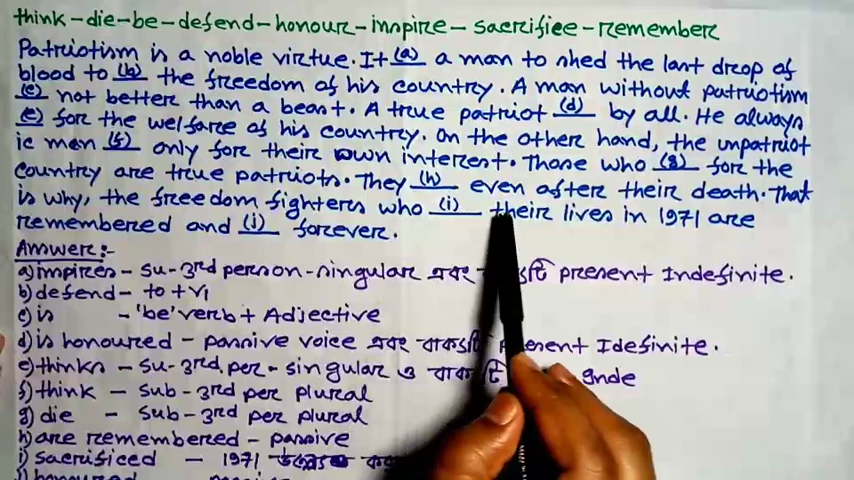 think-die-be-defend-honour-inspire-sacrifice-remember
Patriotism is a noble virtue. It (a) a man to shed the last drop of
blood to (b) the freedom of his country. A man without patriotism
(c) not better than a beast. A true patriot (d) by all. He always
(e) for the welfare of his country. On the other hand, the unpatriot
ic men (f) only for their own interest. Those who (g) for the
country are true patriots. They (h) even after their death. That
is why, the freedom fighters who (i) their lives in 1971 are
remembered and (j) forever.
Answer:-
a) inspires - su-3rd person-singular এবং present Indefinite.
b) defend - to + v1
c) is - 'be' verb + Adjective
d) is honoured - passive voice এবং বাক্যটি present Idefinite.
e) thinks - su-3rd per- singular ও বাক্যটি
f) think - sub-3rd per plural
g) die - sub-3rd per plural
h) are remembered - passive
i) sacrificed - 1971